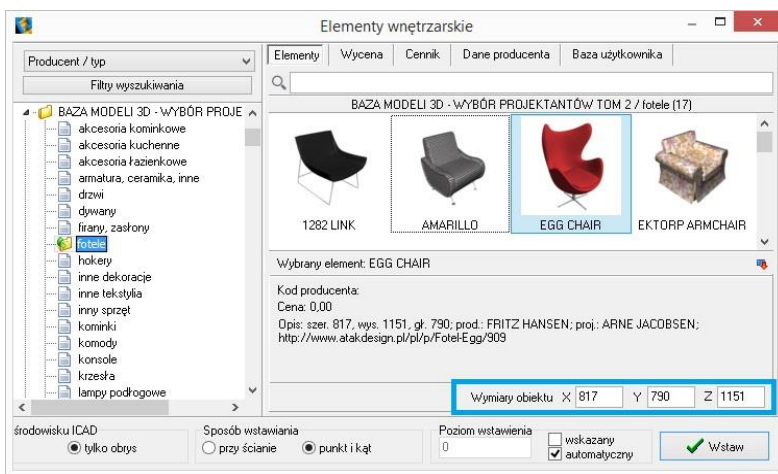 Elementy wnętrzarskie
Producent / typ
Filtry wyszukiwania
BAZA MODELI 3D - WYBÓR PROJE
akcesoria kominkowe
akcesoria kuchenne
akcesoria łazienkowe
armatura, ceramika, inne
drzwi
dywany
firany, zasłony
fotele
hokery
inne dekoracje
inne tekstylia
inny sprzęt
kominki
komody
konsole
krzesła
lampy podłogowe
Elementy Wycena Cennik Dane producenta Baza użytkownika
BAZA MODELI 3D - WYBÓR PROJEKTANTÓW TOM 2 / fotele (17)
1282 LINK AMARILLO EGG CHAIR EKTORP ARMCHAIR
Wybrany element: EGG CHAIR
Kod producenta:
Cena: 0,00
Opis: szer. 817, wys. 1151, gł. 790; prod.: FRITZ HANSEN; proj.: ARNE JACOBSEN;
http://www.atakdesign.pl/pl/p/Fotel-Egg/909
Wymiary obiektu X 817 Y 790 Z 1151
środowisku ICAD
tylko obrys
Sposób wstawiania
przy ścianie punkt i kąt
Poziom wstawienia
0
wskazany
automatyczny
Wstaw